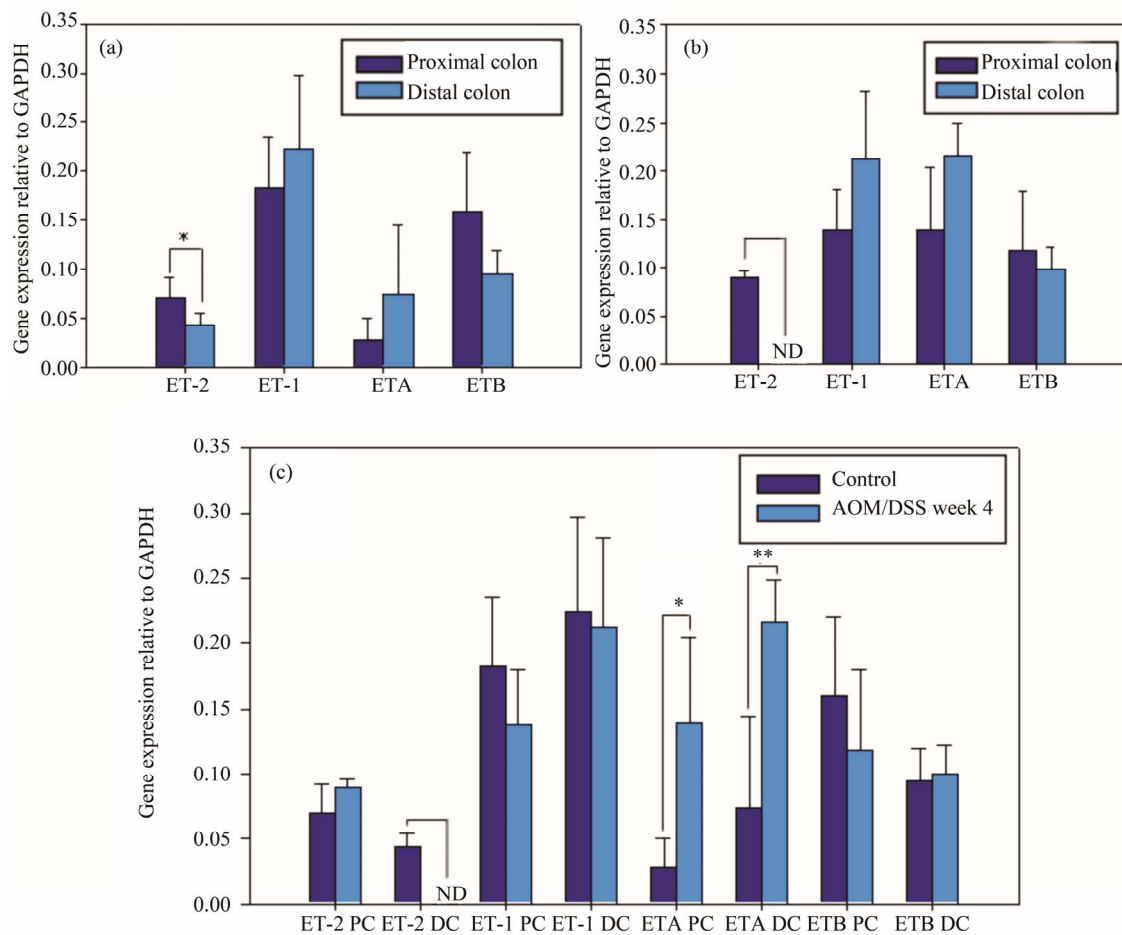 (a)
Proximal colon
Distal colon
Gene expression relative to GAPDH
0.35
0.30
0.25
0.20
0.15
0.10
0.05
0.00
*
ET-2 ET-1 ETA ETB
(b)
Proximal colon
Distal colon
Gene expression relative to GAPDH
0.35
0.30
0.25
0.20
0.15
0.10
0.05
0.00
ND
ET-2 ET-1 ETA ETB
(c)
Control
AOM/DSS week 4
Gene expression relative to GAPDH
0.35
0.30
0.25
0.20
0.15
0.10
0.05
0.00
ND
*
**
ET-2 PC ET-2 DC ET-1 PC ET-1 DC ETA PC ETA DC ETB PC ETB DC